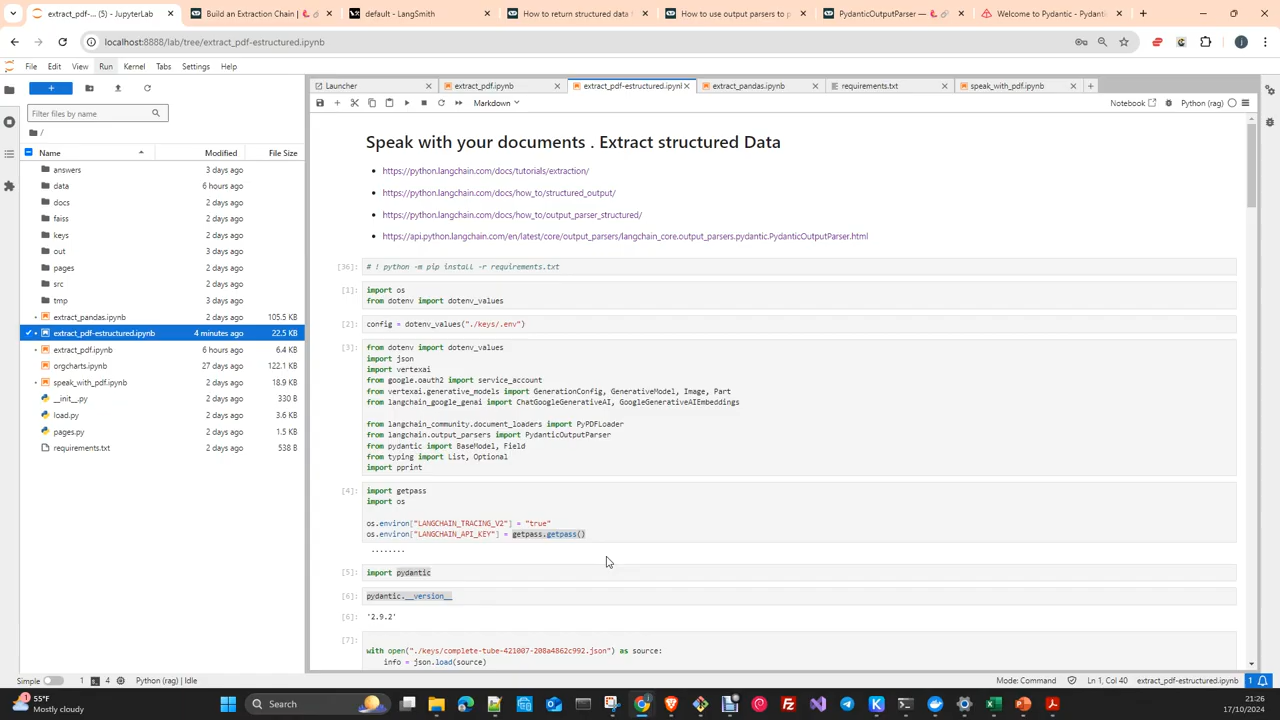 extract_pdf-... (5) - JupyterLab
Build an Extraction Chain |
default - LangSmith
How to return structured data
How to use output parsers to p
PydanticOutputParser —
Welcome to Pydantic - Pydantic
localhost:8888/lab/tree/extract_pdf-estructured.ipynb
File Edit View Run Kernel Tabs Settings Help
Filter files by name
/
Name Modified File Size
answers 3 days ago
data 6 hours ago
docs 2 days ago
faiss 2 days ago
keys 2 days ago
out 3 days ago
pages 2 days ago
src 2 days ago
tmp 2 days ago
extract_pandas.ipynb 2 days ago 105.5 KB
extract_pdf-estructured.ipynb 4 minutes ago 22.5 KB
extract_pdf.ipynb 6 hours ago 6.4 KB
orgcharts.ipynb 27 days ago 122.1 KB
speak_with_pdf.ipynb 2 days ago 18.9 KB
__init__.py 2 days ago 330 B
load.py 2 days ago 3.6 KB
pages.py 2 days ago 1.5 KB
requirements.txt 2 days ago 538 B
Launcher
extract_pdf.ipynb
extract_pdf-estructured.ipynl
extract_pandas.ipynb
requirements.txt
speak_with_pdf.ipynb
Markdown
Notebook
Python (rag)
Speak with your documents . Extract structured Data
https://python.langchain.com/docs/tutorials/extraction/
https://python.langchain.com/docs/how_to/structured_output/
https://python.langchain.com/docs/how_to/output_parser_structured/
https://api.python.langchain.com/en/latest/core/output_parsers/langchain_core.output_parsers.pydantic.PydanticOutputParser.html
[36]: # ! python -m pip install -r requirements.txt
[1]: import os
from dotenv import dotenv_values
[2]: config = dotenv_values("./keys/.env")
[3]: from dotenv import dotenv_values
import json
import vertexai
from google.oauth2 import service_account
from vertexai.generative_models import GenerationConfig, GenerativeModel, Image, Part
from langchain_google_genai import ChatGoogleGenerativeAI, GoogleGenerativeAIEmbeddings
from langchain_community.document_loaders import PyPDFLoader
from langchain.output_parsers import PydanticOutputParser
from pydantic import BaseModel, Field
from typing import List, Optional
import pprint
[4]: import getpass
import os
os.environ["LANGCHAIN_TRACING_V2"] = "true"
os.environ["LANGCHAIN_API_KEY"] = getpass.getpass()
········
[5]: import pydantic
[6]: pydantic.__version__
[6]: '2.9.2'
[7]:
with open("./keys/complete-tube-421007-208a4862c992.json") as source:
info = json.load(source)
Simple 1 4 Python (rag) | Idle
Mode: Command Ln 1, Col 40 extract_pdf-estructured.ipynb 1
55°F
Mostly cloudy
Search
21:26
17/10/2024